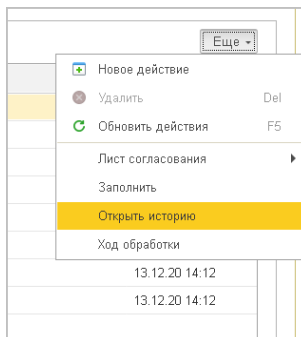 Еще
Новое действие
Удалить Del
Обновить действия F5
Лист согласования
Заполнить
Открыть историю
Ход обработки
13.12.20 14:12
13.12.20 14:12